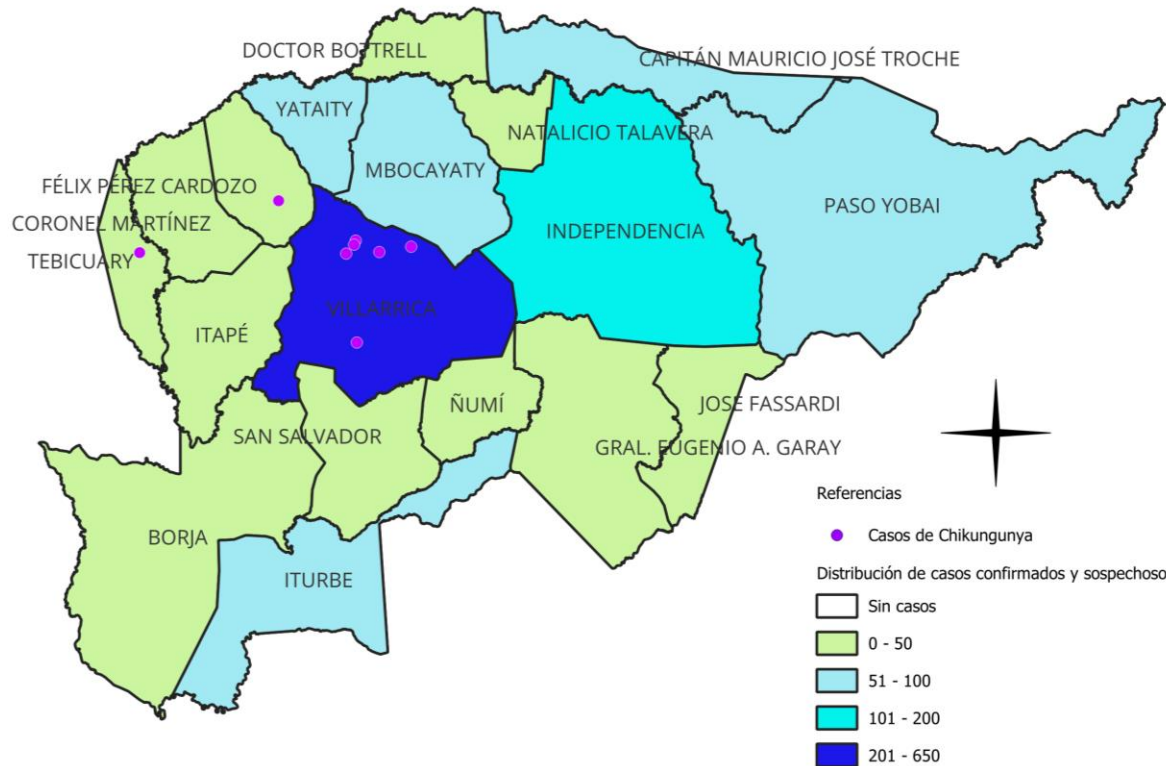 DOCTOR BOTTRELL
CAPITÁN MAURICIO JOSÉ TROCHE
YATAITY
NATALICIO TALAVERA
MBOCAYATY
FÉLIX PÉREZ CARDOZO
PASO YOBAI
CORONEL MARTÍNEZ
INDEPENDENCIA
TEBICUARY
VILLARRICA
ITAPÉ
ÑUMÍ
JOSE FASSARDI
SAN SALVADOR
GRAL. EUGENIO A. GARAY
BORJA
ITURBE
Referencias
Casos de Chikungunya
Distribución de casos confirmados y sospechoso
Sin casos
0 - 50
51 - 100
101 - 200
201 - 650